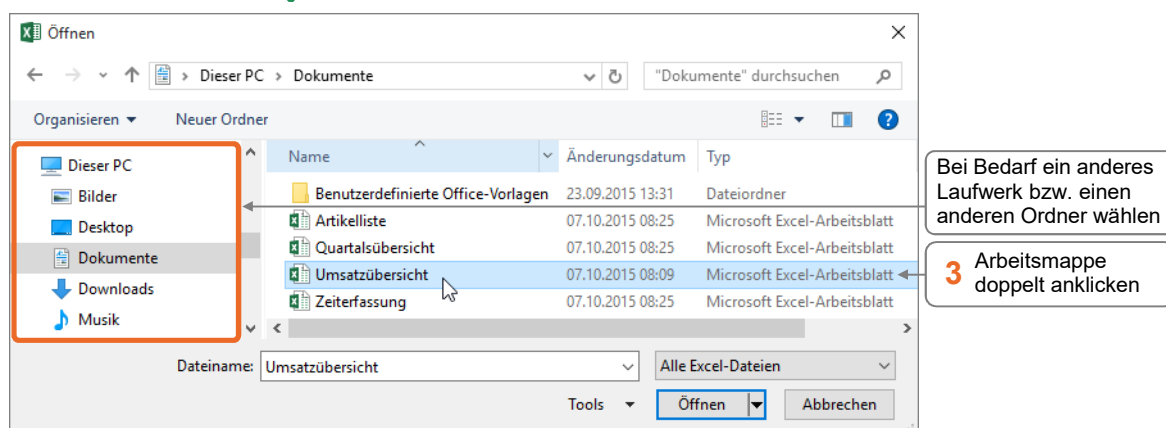 Öffnen
Dieser PC > Dokumente
"Dokumente" durchsuchen
Organisieren
Neuer Ordner
Name Änderungsdatum Typ
Dieser PC
Bilder
Desktop
Dokumente
Downloads
Musik
Benutzerdefinierte Office-Vorlagen 23.09.2015 13:31 Dateiordner
Artikelliste 07.10.2015 08:25 Microsoft Excel-Arbeitsblatt
Quartalsübersicht 07.10.2015 08:25 Microsoft Excel-Arbeitsblatt
Umsatzübersicht 07.10.2015 08:09 Microsoft Excel-Arbeitsblatt
Zeiterfassung 07.10.2015 08:25 Microsoft Excel-Arbeitsblatt
Bei Bedarf ein anderes
Laufwerk bzw. einen
anderen Ordner wählen
3 Arbeitsmappe
doppelt anklicken
Dateiname: Umsatzübersicht Alle Excel-Dateien
Tools Öffnen Abbrechen